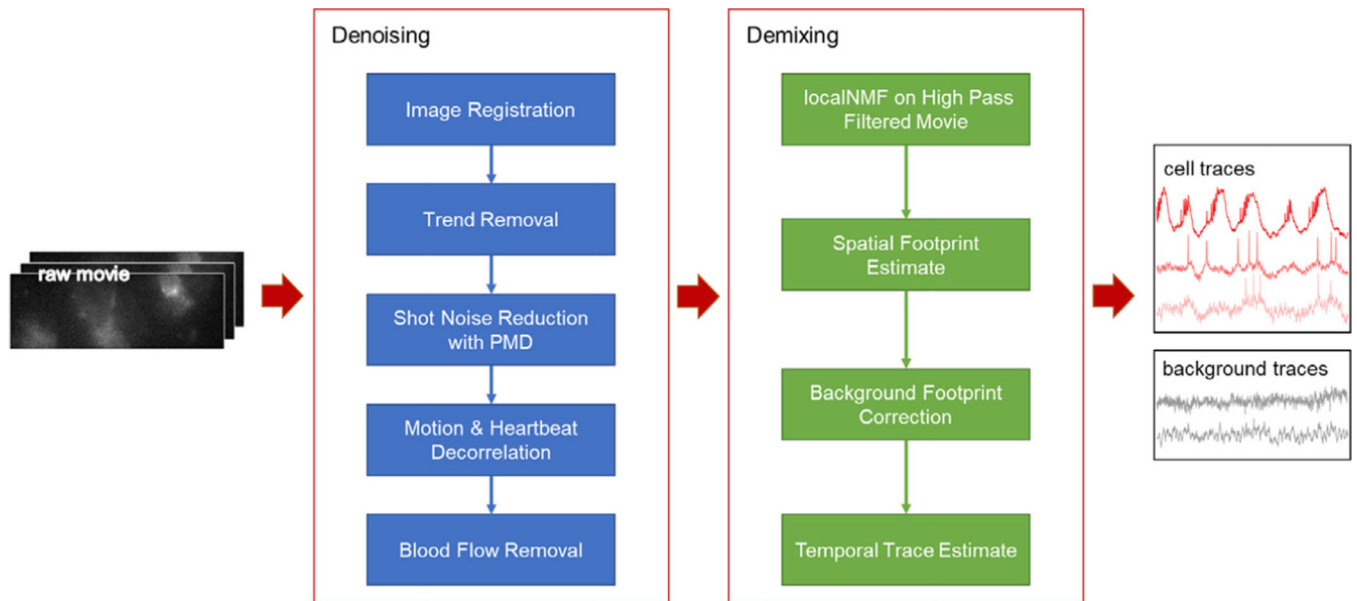 raw movie
Denoising
Image Registration
Trend Removal
Shot Noise Reduction
with PMD
Motion & Heartbeat
Decorrelation
Blood Flow Removal
Demixing
localNMF on High Pass
Filtered Movie
Spatial Footprint
Estimate
Background Footprint
Correction
Temporal Trace Estimate
cell traces
background traces